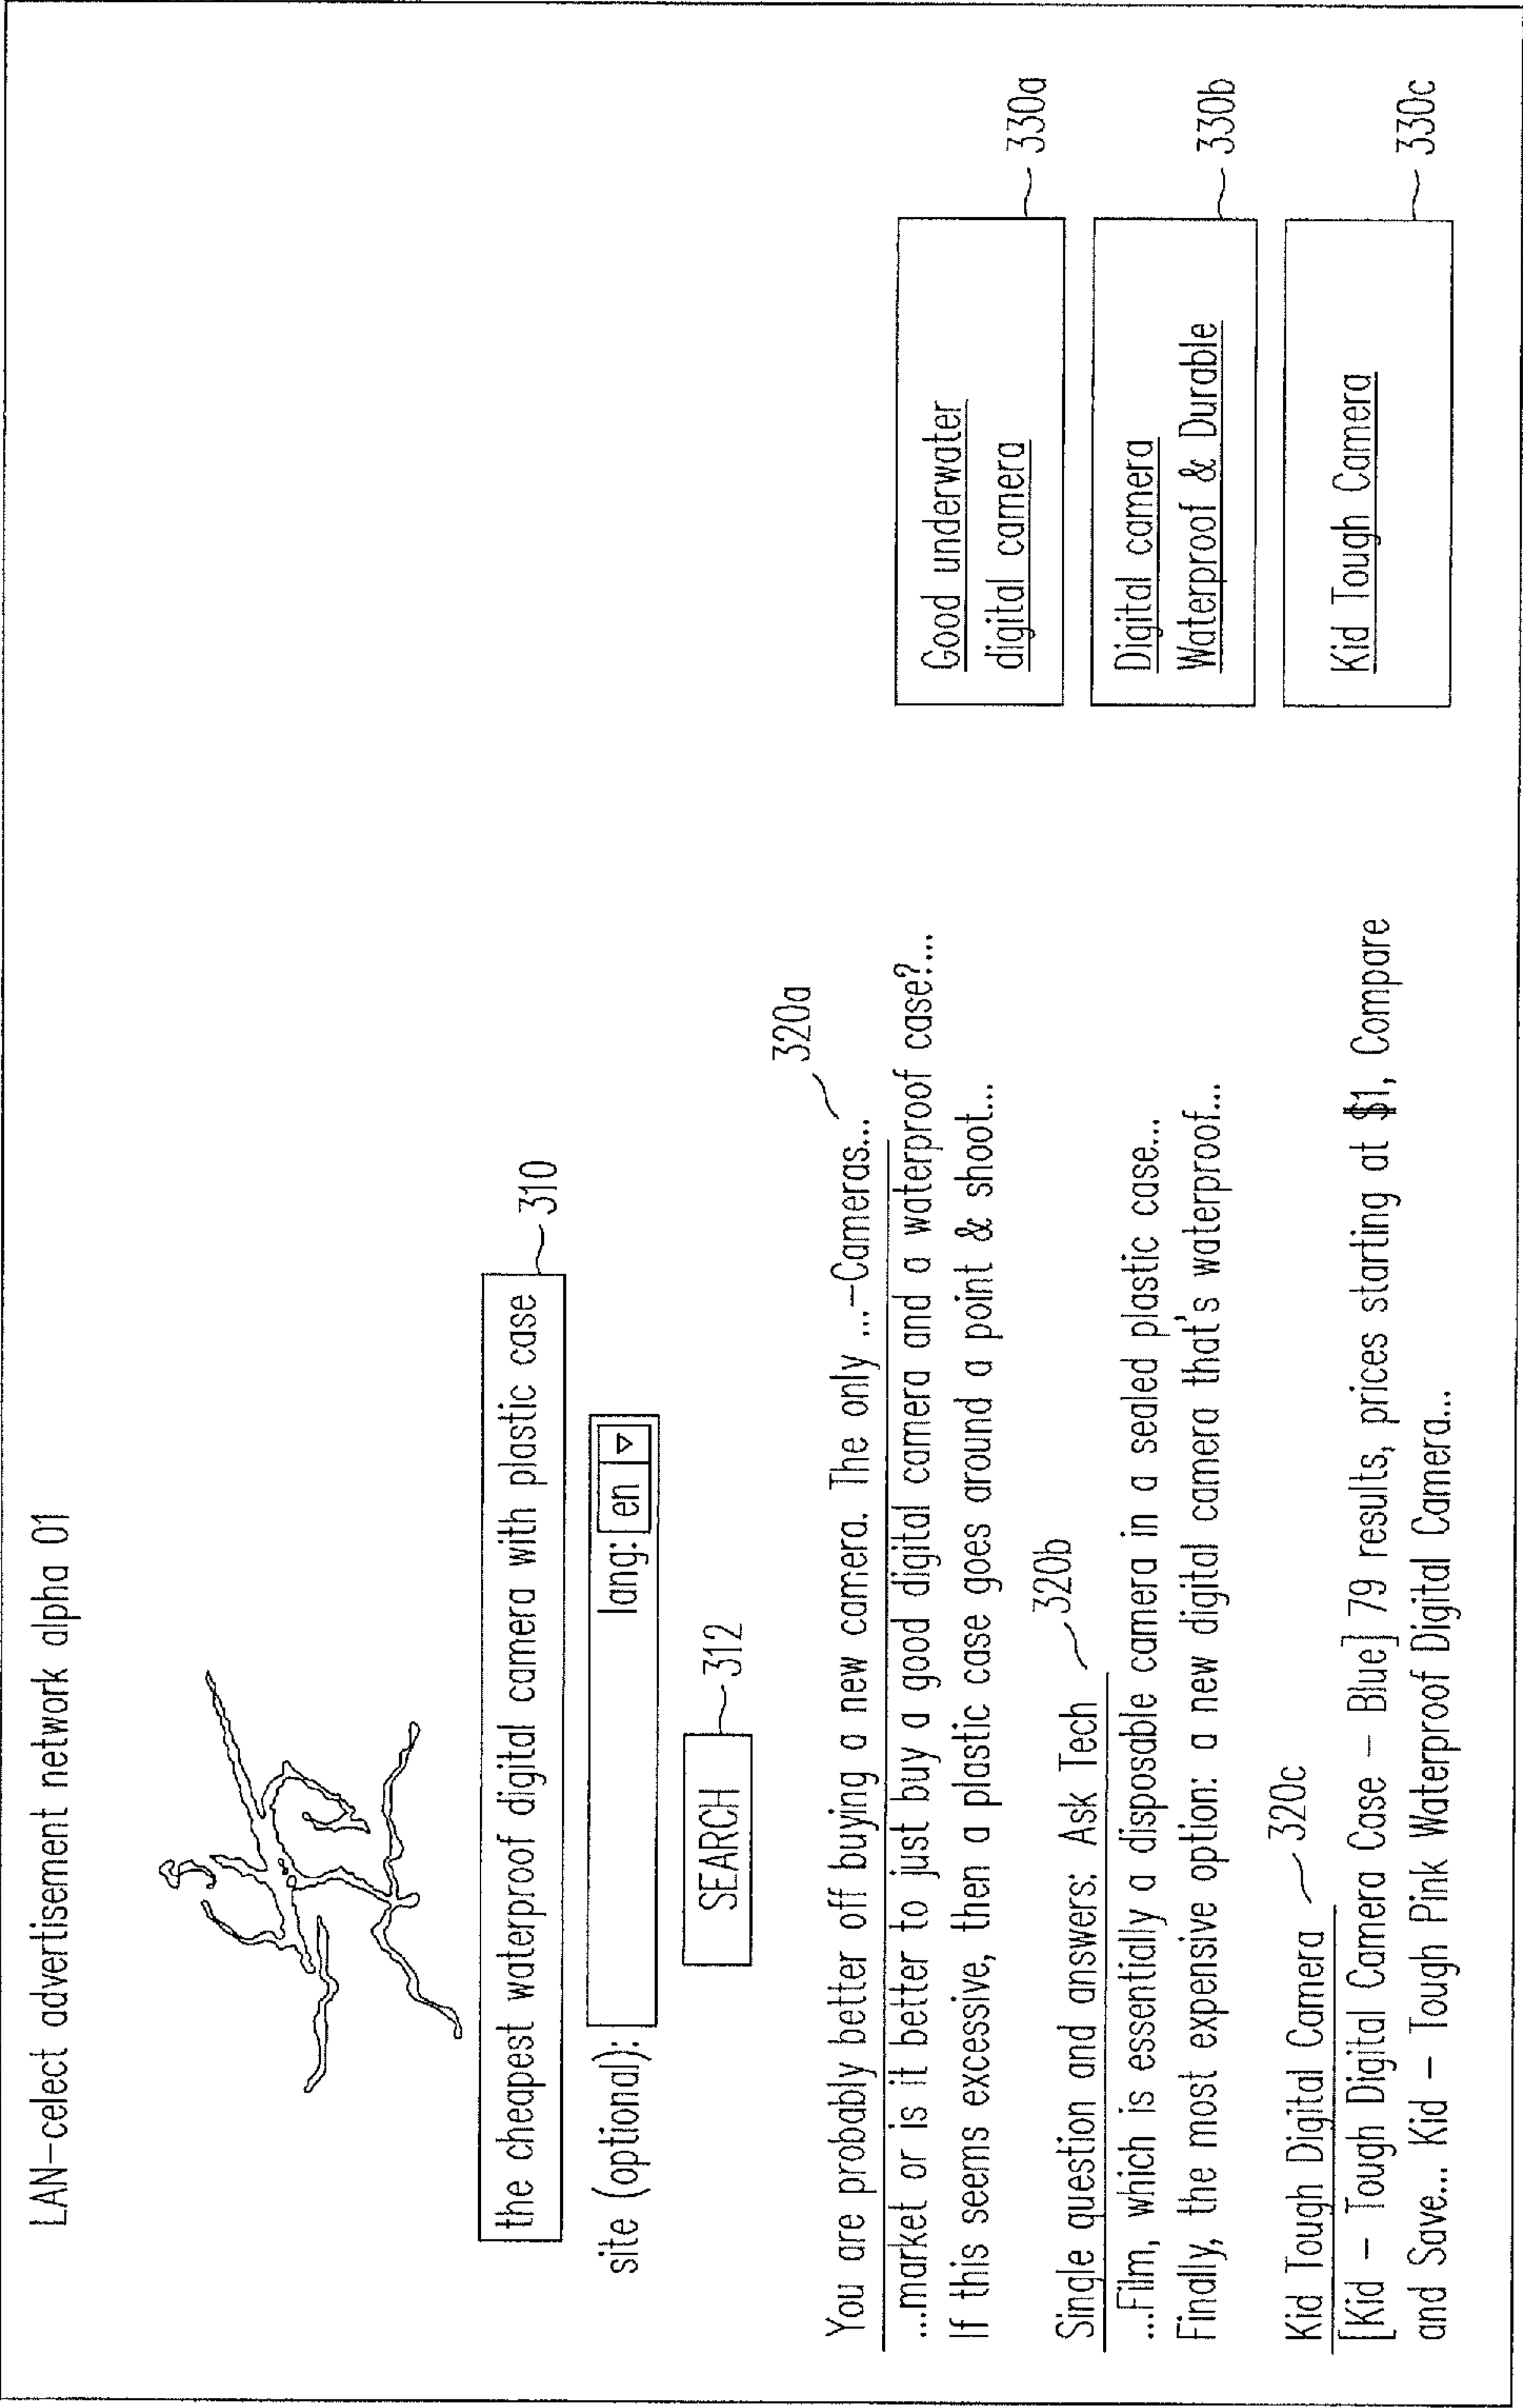 LAN-celect advertisement network alpha 01
the cheapest waterproof digital camera with plastic case
310
site (optional):
lang: en
SEARCH
312
You are probably better off buying a new camera. The only ...-Cameras...
320a
...market or is it better to just buy a good digital camera and a waterproof case?...
If this seems excessive, then a plastic case goes around a point & shoot...
Single question and answers: Ask Tech
320b
...Film, which is essentially a disposable camera in a sealed plastic case...
Finally, the most expensive option: a new digital camera that's waterproof...
Kid Tough Digital Camera
320c
[Kid - Tough Digital Camera Case - Blue] 79 results, prices starting at $1, Compare
and Save... Kid - Tough Pink Waterproof Digital Camera...
Good underwater
digital camera
330a
Digital camera
Waterproof & Durable
330b
Kid Tough Camera
330c